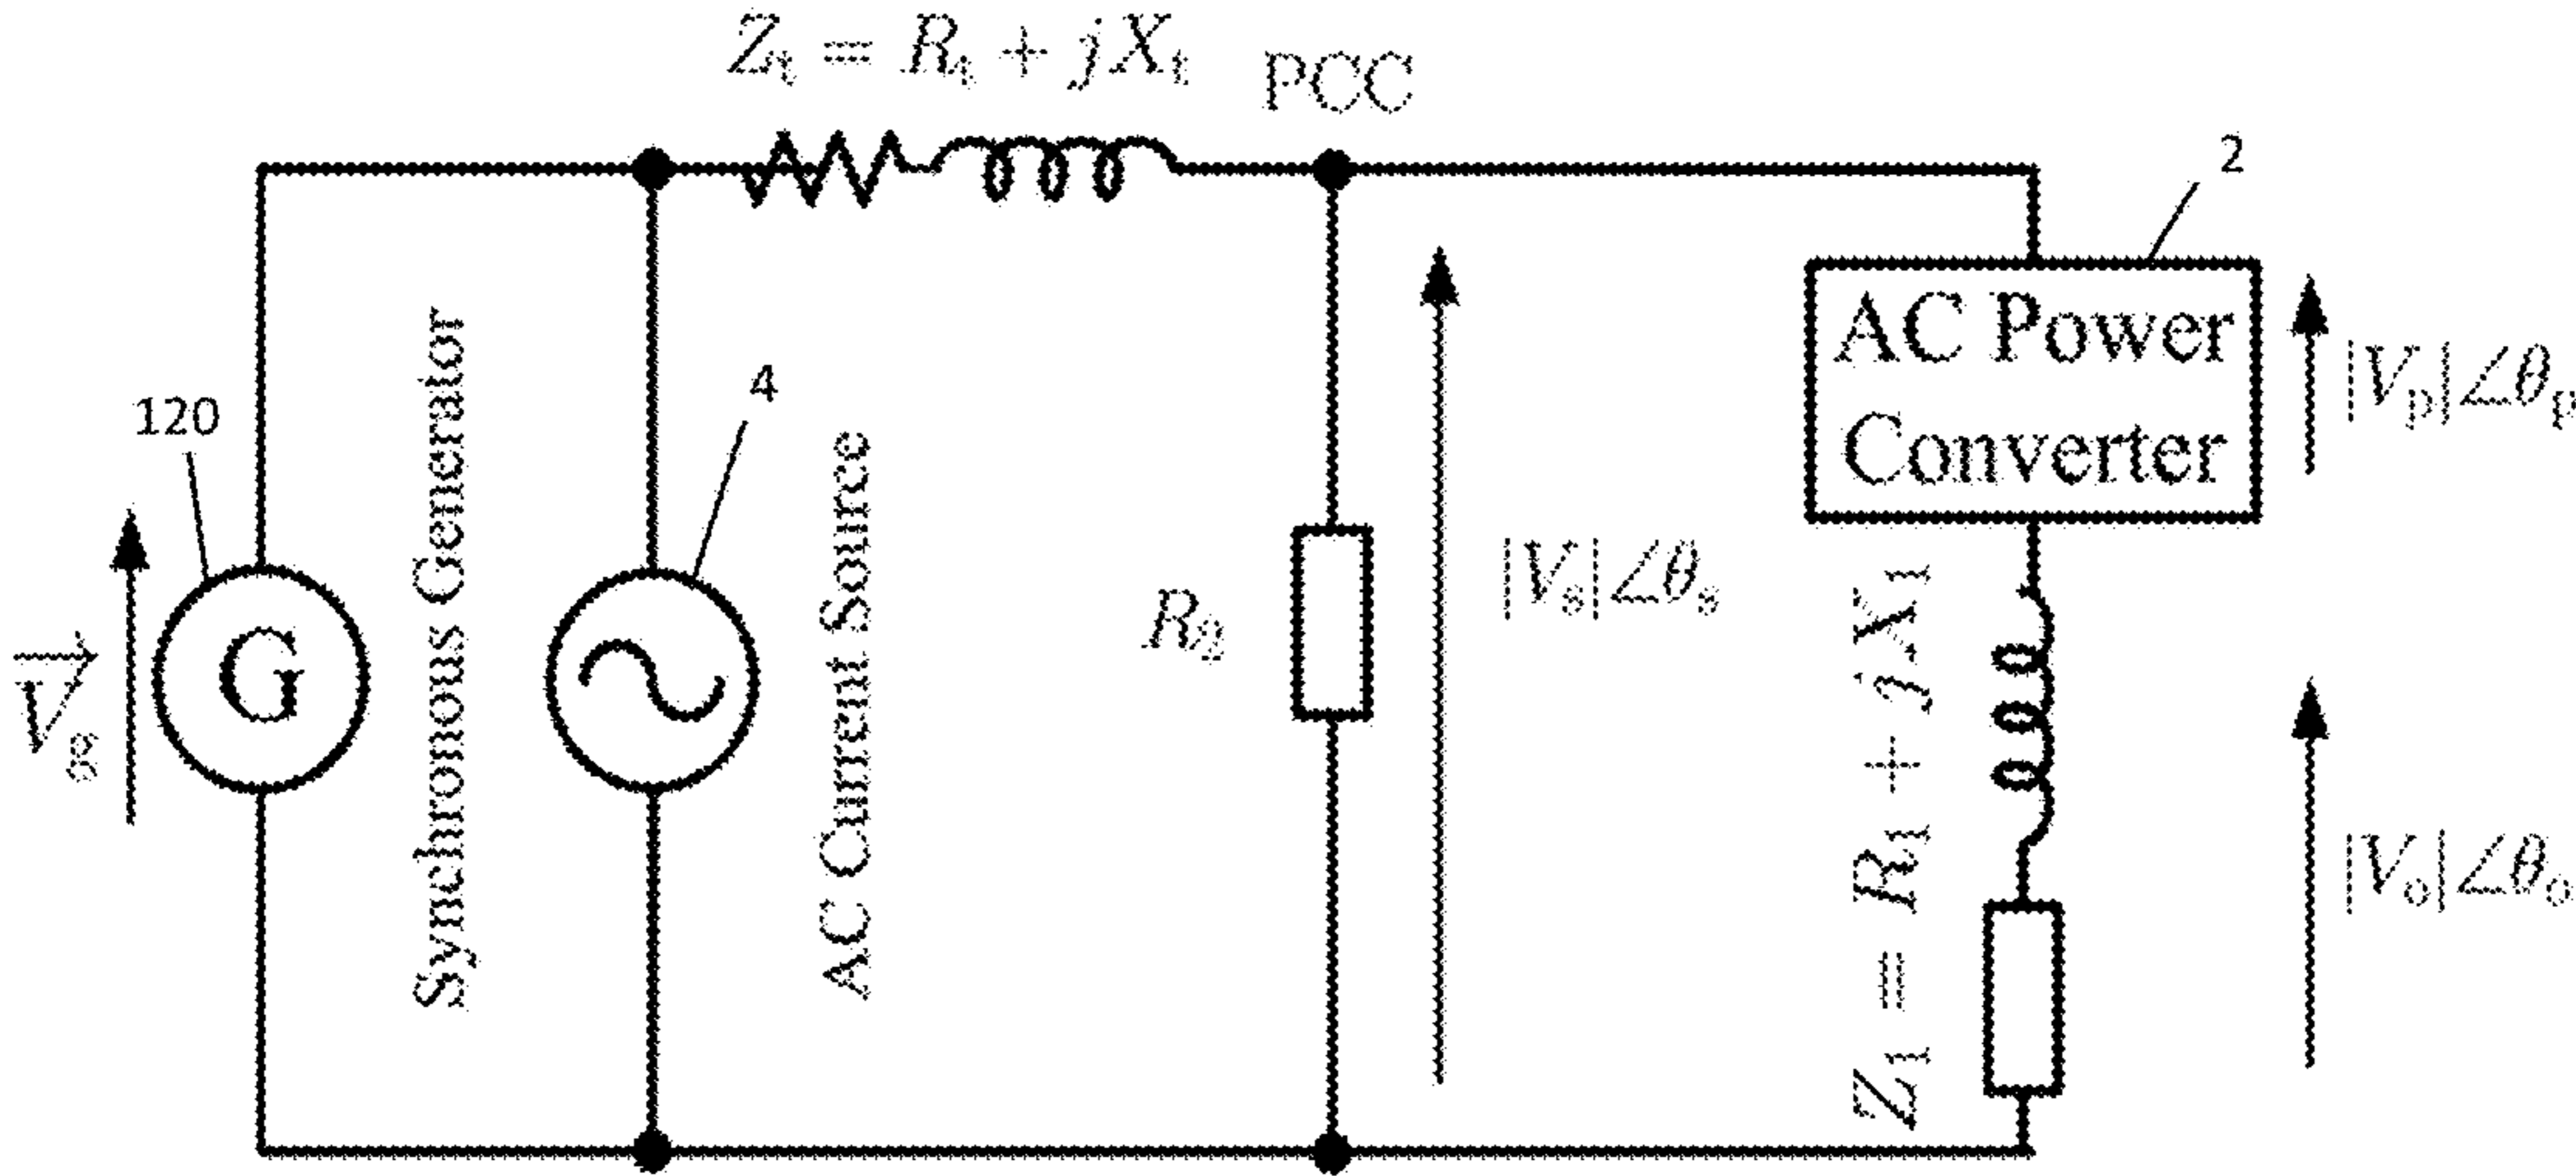 Zₜ = Rₜ + jXₜ
PCC
2
120
4
V⃗g
G
Synchronous Generator
AC Current Source
R₂
|Vₛ|∠θₛ
AC Power
Converter
|Vₚ|∠θₚ
Z₁ = R₁ + jX₁
|Vₒ|∠θₒ